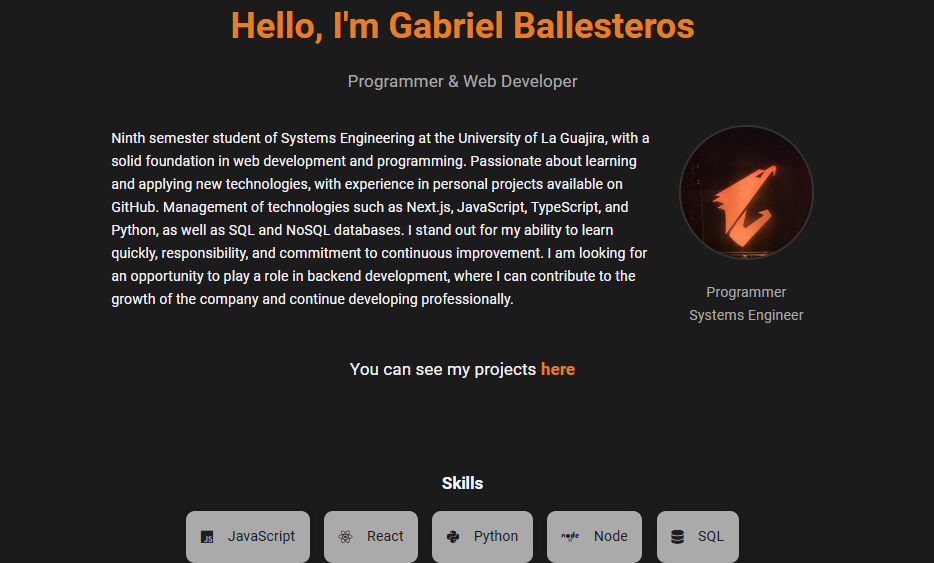 Hello, I'm Gabriel Ballesteros
Programmer & Web Developer
Ninth semester student of Systems Engineering at the University of La Guajira, with a
solid foundation in web development and programming. Passionate about learning
and applying new technologies, with experience in personal projects available on
GitHub. Management of technologies such as Next.js, JavaScript, TypeScript, and
Python, as well as SQL and NoSQL databases. I stand out for my ability to learn
quickly, responsibility, and commitment to continuous improvement. I am looking for
an opportunity to play a role in backend development, where I can contribute to the
growth of the company and continue developing professionally.
Programmer
Systems Engineer
You can see my projects here
Skills
JS JavaScript
React
Python
node Node
SQL